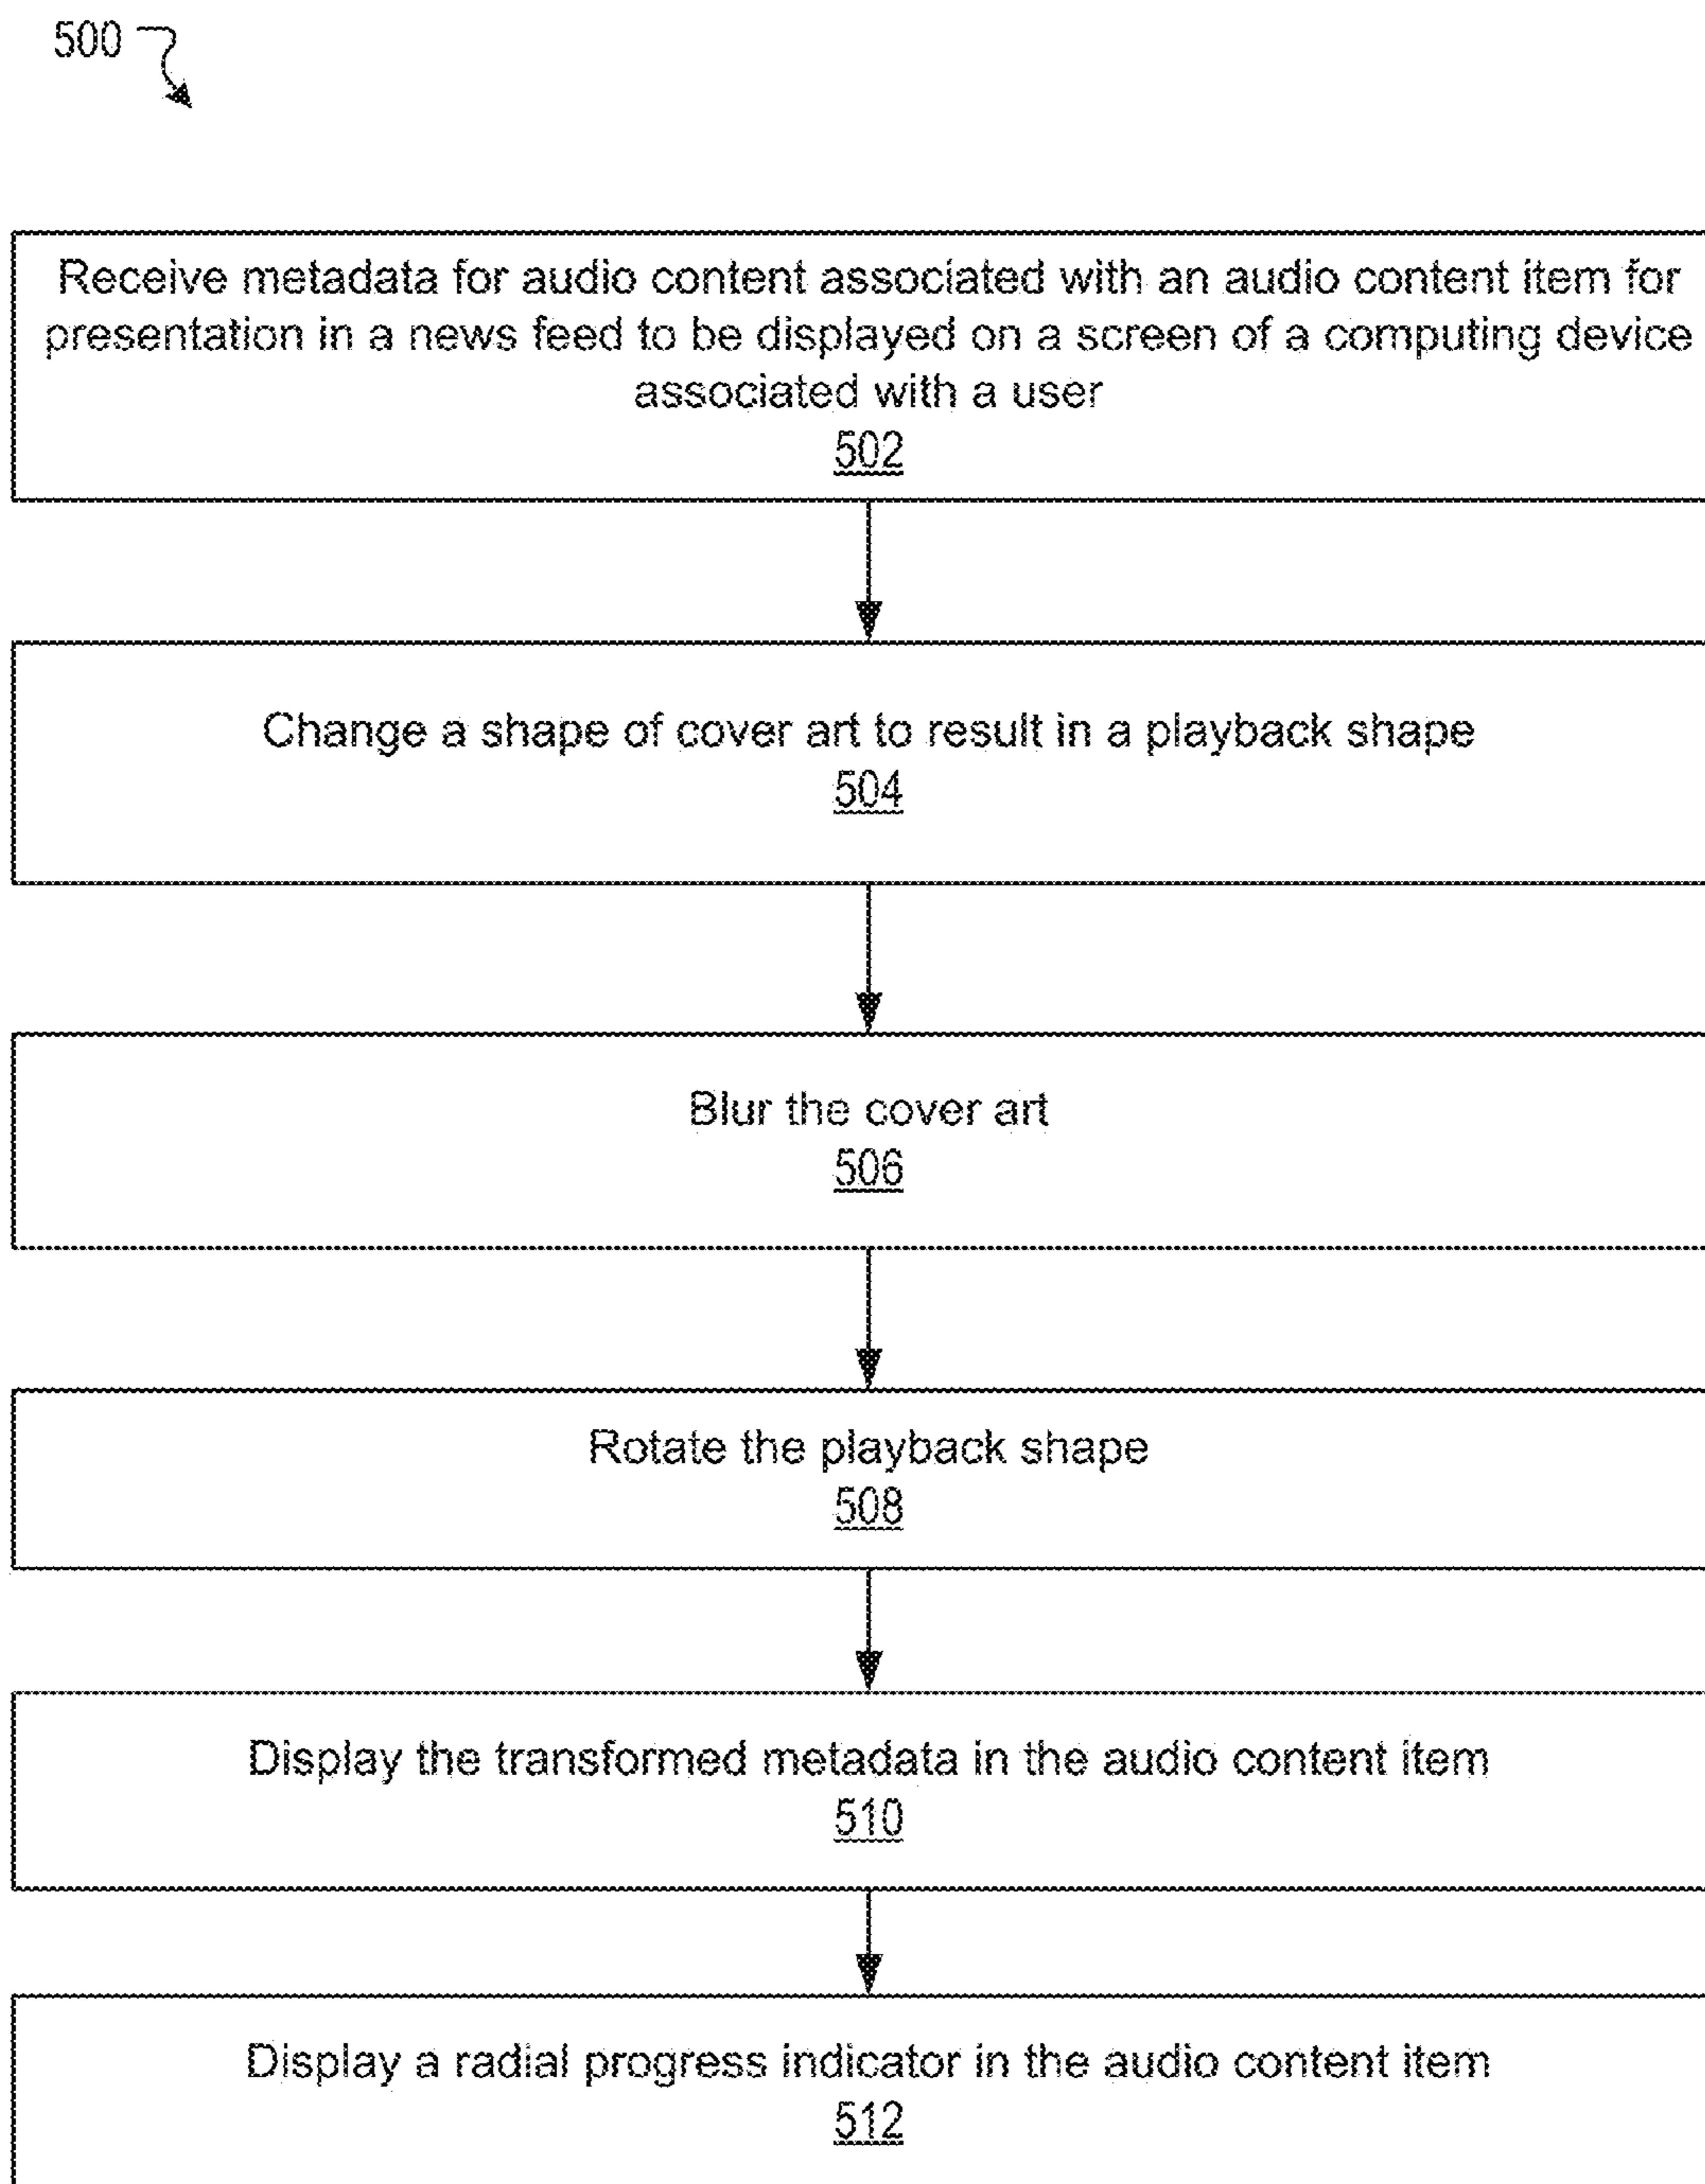 500
Receive metadata for audio content associated with an audio content item for
presentation in a news feed to be displayed on a screen of a computing device
associated with a user
502
Change a shape of cover art to result in a playback shape
504
Blur the cover art
506
Rotate the playback shape
508
Display the transformed metadata in the audio content item
510
Display a radial progress indicator in the audio content item
512